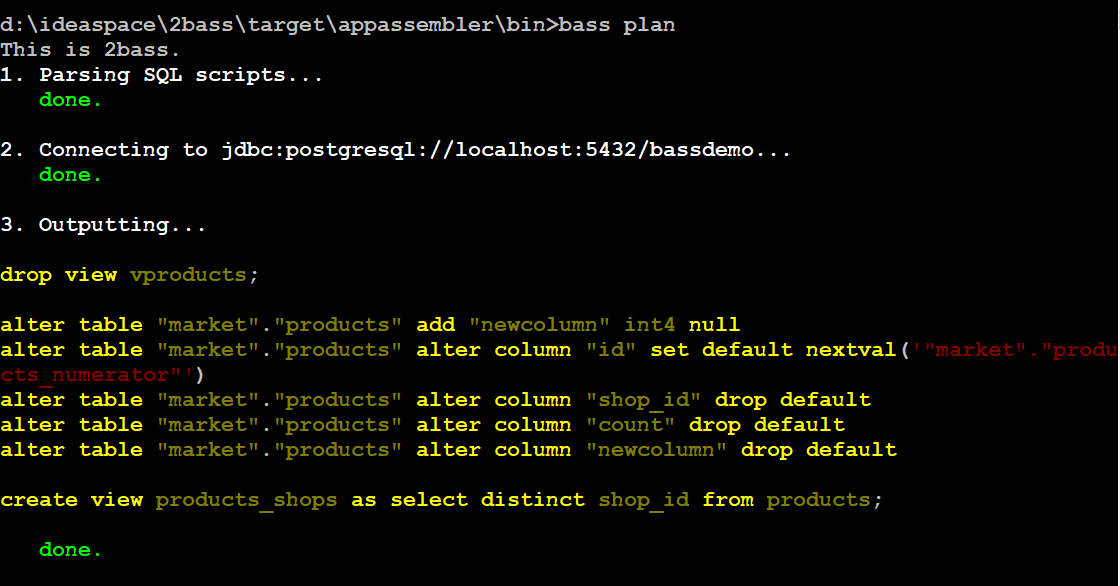 d:\ideaspace\2bass\target\appassembler\bin>bass plan
This is 2bass.
1. Parsing SQL scripts...
   done.
2. Connecting to jdbc:postgresql://localhost:5432/bassdemo...
   done.
3. Outputting...
drop view vproducts;
alter table "market"."products" add "newcolumn" int4 null
alter table "market"."products" alter column "id" set default nextval('"market"."produ
cts_numerator"')
alter table "market"."products" alter column "shop_id" drop default
alter table "market"."products" alter column "count" drop default
alter table "market"."products" alter column "newcolumn" drop default
create view products_shops as select distinct shop_id from products;
   done.